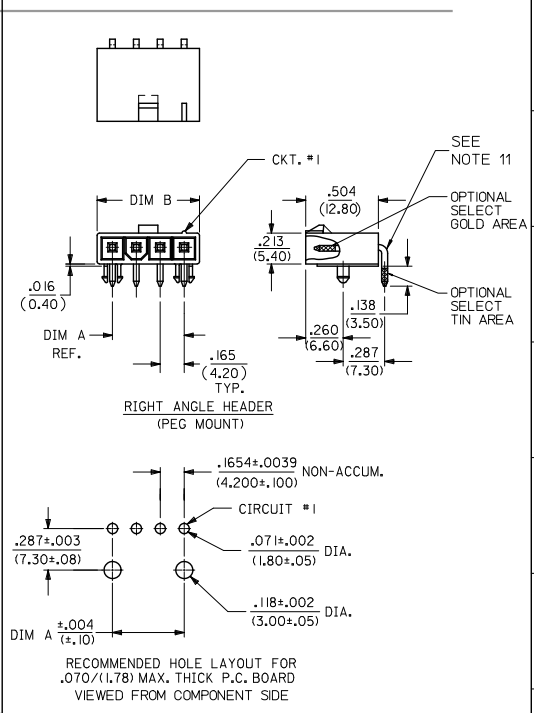 CKT. #1
DIM B
SEE
NOTE 11
.504
(12.80)
OPTIONAL
SELECT
GOLD AREA
.213
(5.40)
.016
(0.40)
.138
(3.50)
OPTIONAL
SELECT
TIN AREA
DIM A
REF.
.260
(6.60)
.287
(7.30)
.165
(4.20)
TYP.
RIGHT ANGLE HEADER
(PEG MOUNT)
.1654±.0039
(4.200±.100)
NON-ACCUM.
CIRCUIT #1
.287±.003
(7.30±.08)
.071±.002
(1.80±.05)
DIA.
.118±.002
(3.00±.05)
DIA.
DIM A
±.004
(±.10)
RECOMMENDED HOLE LAYOUT FOR
.070/(1.78) MAX. THICK P.C. BOARD
VIEWED FROM COMPONENT SIDE